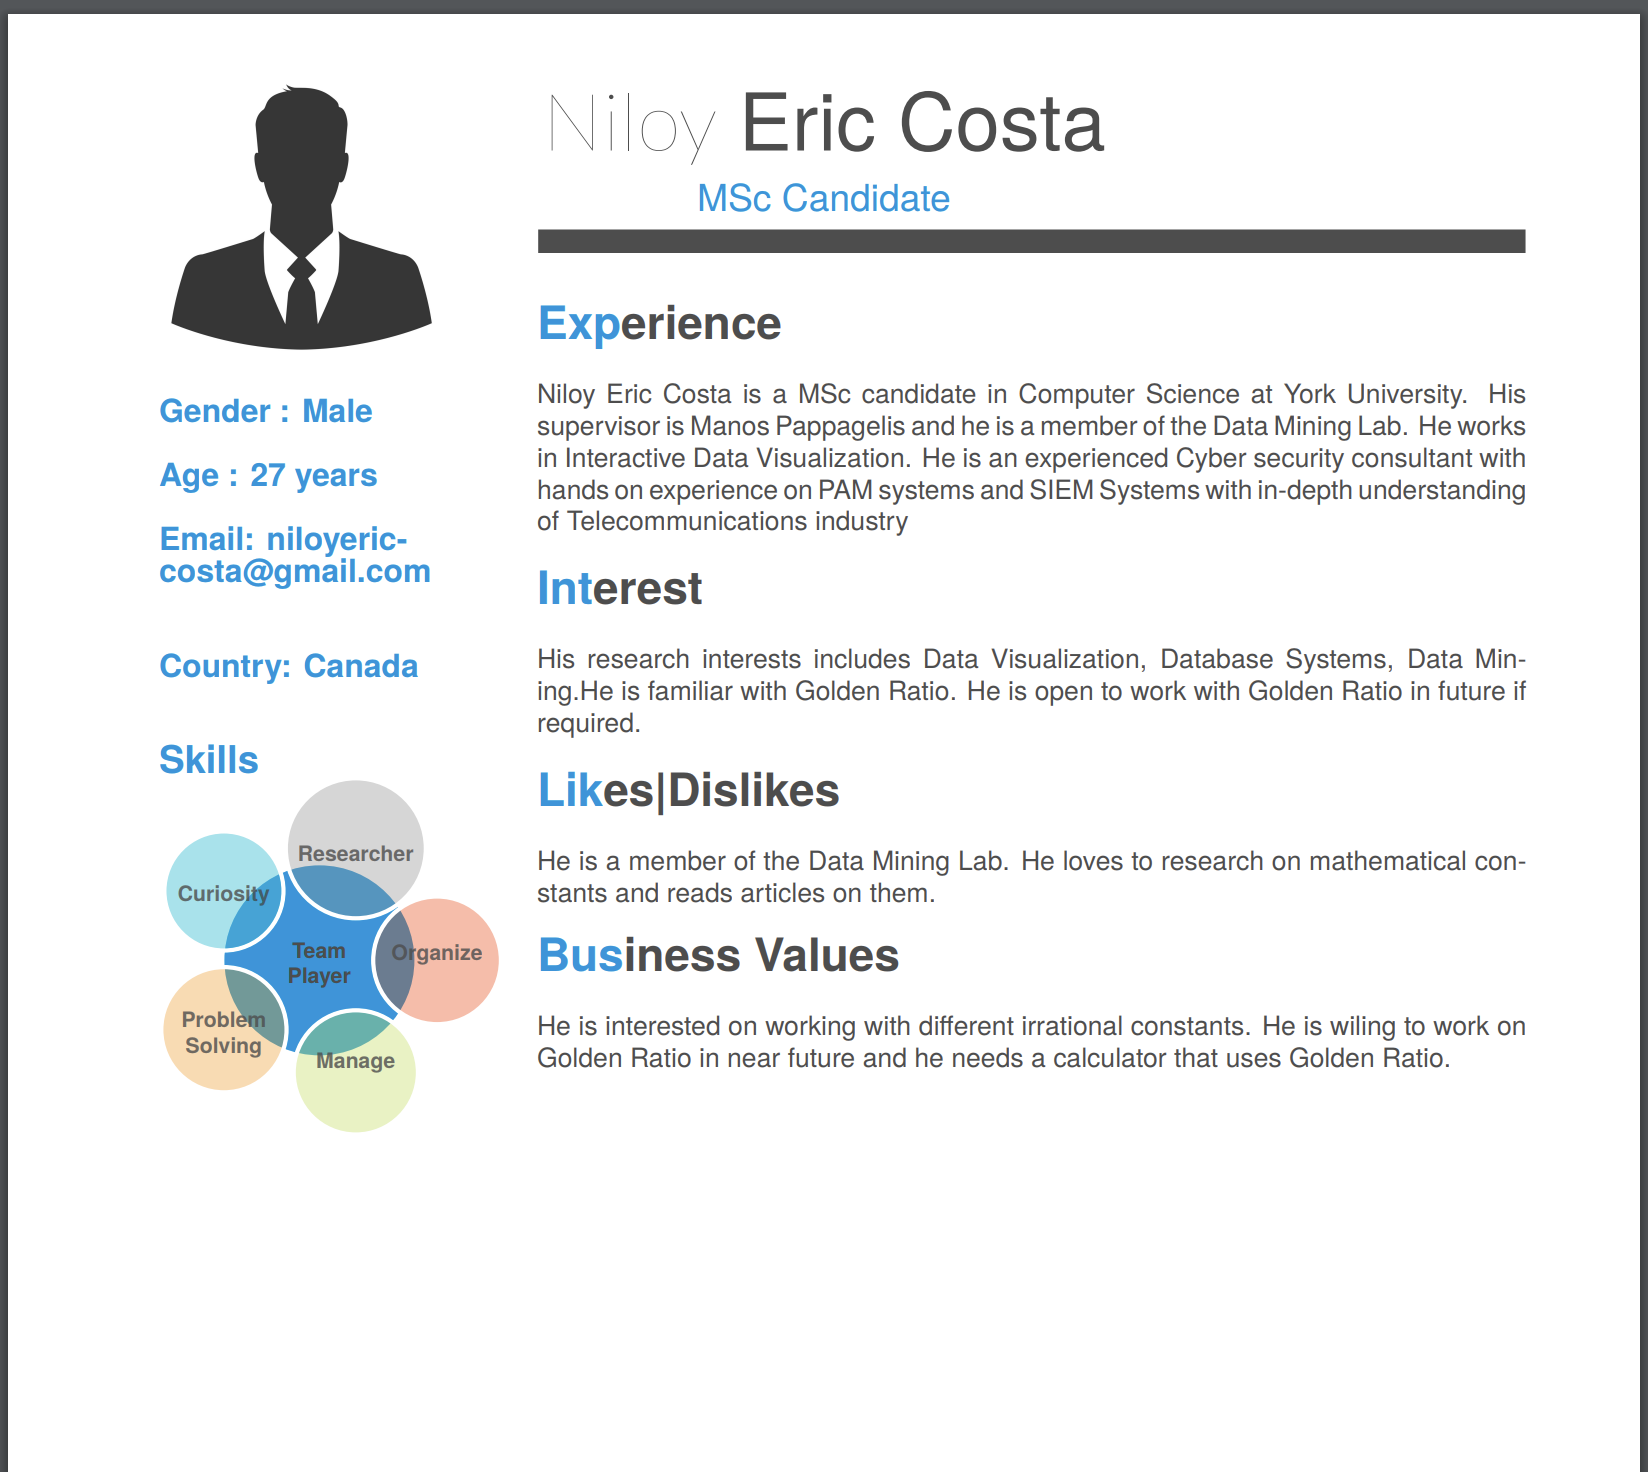 Niloy Eric Costa
MSc Candidate
Gender : Male
Age : 27 years
Email: niloyeric-
costa@gmail.com
Country: Canada
Skills
Researcher
Curiosity
Team
Player
Organize
Problem
Solving
Manage
Experience
Niloy Eric Costa is a MSc candidate in Computer Science at York University. His
supervisor is Manos Pappagelis and he is a member of the Data Mining Lab. He works
in Interactive Data Visualization. He is an experienced Cyber security consultant with
hands on experience on PAM systems and SIEM Systems with in-depth understanding
of Telecommunications industry
Interest
His research interests includes Data Visualization, Database Systems, Data Min-
ing.He is familiar with Golden Ratio. He is open to work with Golden Ratio in future if
required.
Likes|Dislikes
He is a member of the Data Mining Lab. He loves to research on mathematical con-
stants and reads articles on them.
Business Values
He is interested on working with different irrational constants. He is wiling to work on
Golden Ratio in near future and he needs a calculator that uses Golden Ratio.